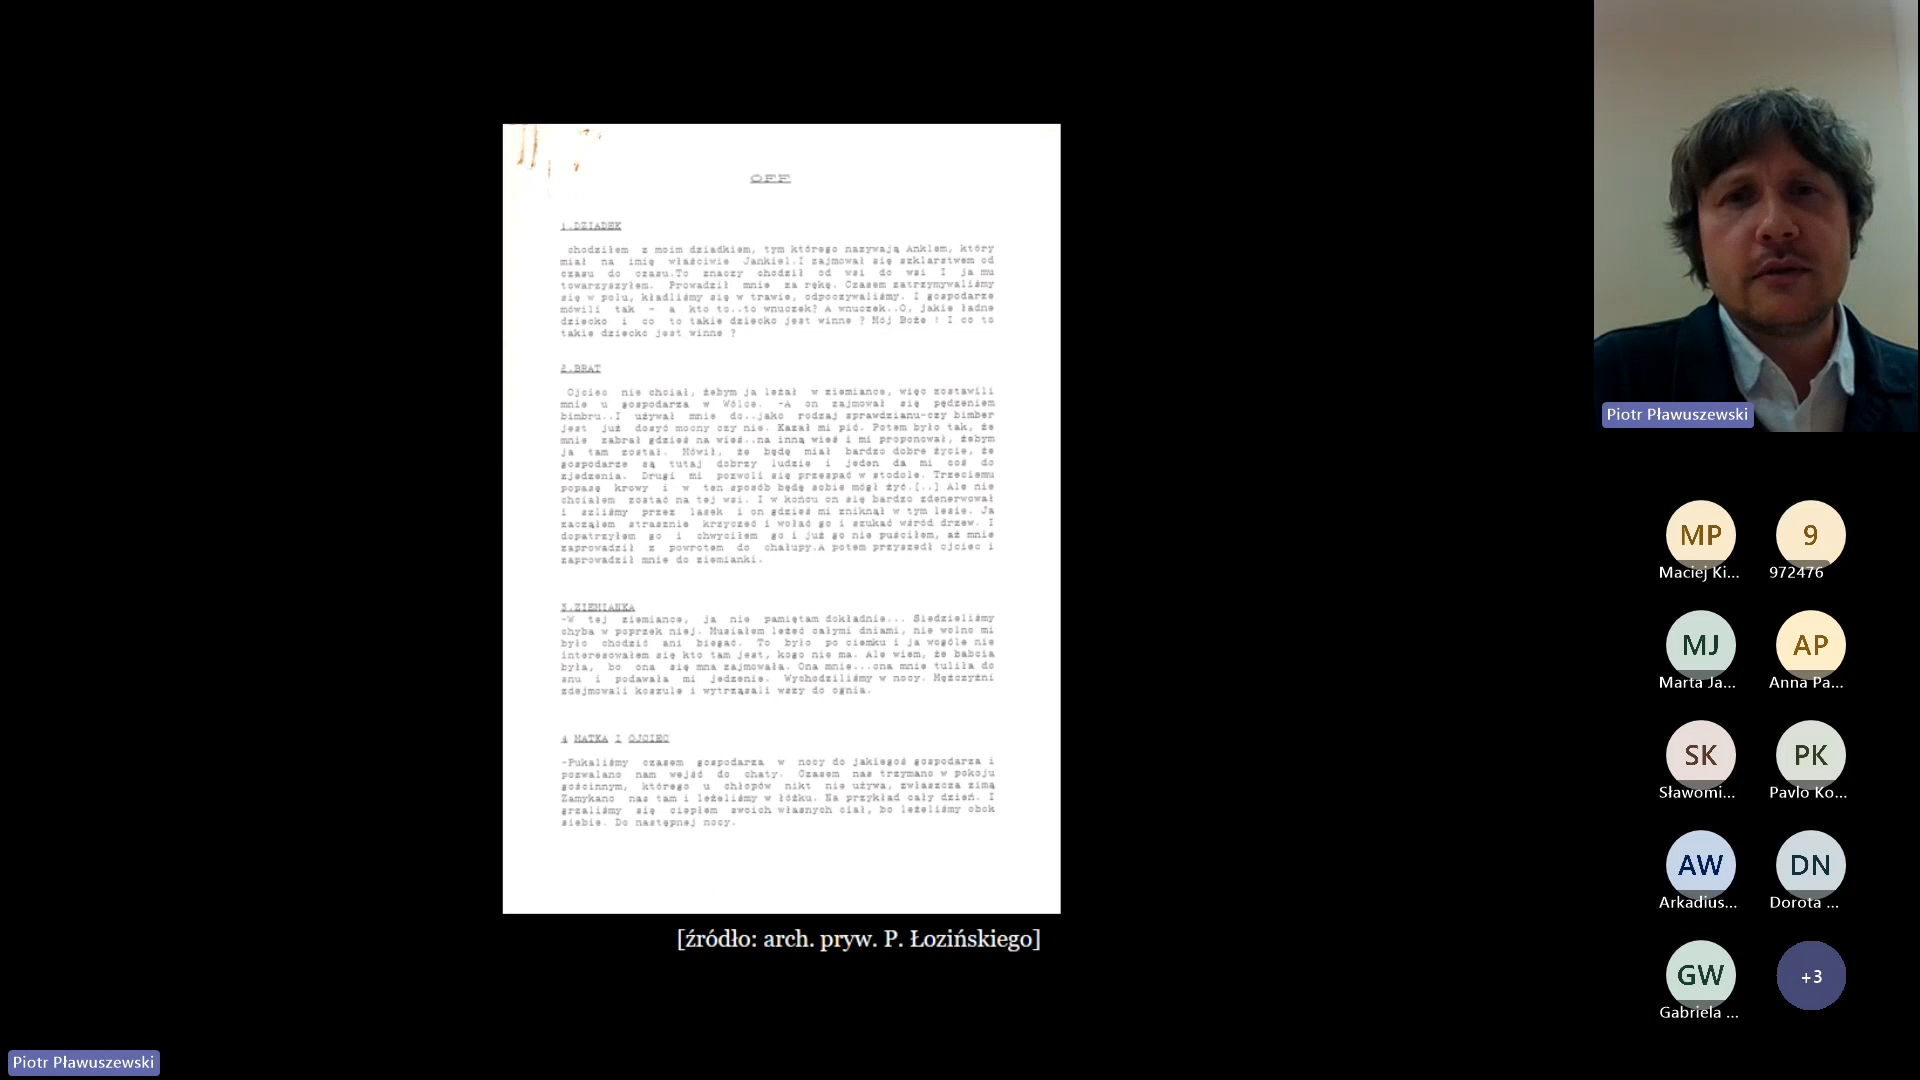 OFF
1.DZIADEK
chodziłem z moim dziadkiem, tym którego nazywają Anklem, który
miał na imię właściwie Jankiel.I zajmował się szklarstwem od
czasu do czasu.To znaczy chodził od wsi do wsi I ja mu
towarzyszyłem. Prowadził mnie za rękę. Czasem zatrzymywaliśmy
się w polu, kładliśmy się w trawie, odpoczywaliśmy. I gospodarze
mówili tak - a kto to..to wnuczek? A wnuczek..O, jakie ładne
dziecko i co to takie dziecko jest winne ? Mój Boże ! I co to
takie dziecko jest winne ?
2.BRAT
Ojciec nie chciał, żebym ja leżał w ziemiance, więc zostawili
mnie u gospodarza w Wólce. -A on zajmował się pędzeniem
bimbru..I używał mnie do..jako rodzaj sprawdzianu-czy bimber
jest już dosyć mocny czy nie. Kazał mi pić. Potem było tak, że
mnie zabrał gdzieś na wieś..na inną wieś i mi proponował, żebym
ja tam został. Mówił, że będę miał bardzo dobre życie, że
gospodarze są tutaj dobrzy ludzie i jeden da mi coś do
zjedzenia. Drugi mi pozwoli się przespać w stodole. Trzeciemu
popasę krowy i w ten sposób będę sobie mógł żyć.[..] Ale nie
chciałem zostać na tej wsi. I w końcu on się bardzo zdenerwował
i szliśmy przez lasek i on gdzieś mi zniknął w tym lesie. Ja
zacząłem strasznie krzyczeć i wołać go i szukać wśród drzew. I
dopatrzyłem go i chwyciłem go i już go nie puściłem, aż mnie
zaprowadził z powrotem do chałupy.A potem przyszedł ojciec i
zaprowadził mnie do ziemianki.
3.ZIEMIANKA
-W tej ziemiance, ja nie pamiętam dokładnie... Siedzieliśmy
chyba w poprzek niej. Musiałem leżeć całymi dniami, nie wolno mi
było chodzić ani biegać. To było po ciemku i ja wogóle nie
interesowałem się kto tam jest, kogo nie ma. Ale wiem, że babcia
była, bo ona się mną zajmowała. Ona mnie...ona mnie tuliła do
snu i podawała mi jedzenie. Wychodziliśmy w nocy. Mężczyźni
zdejmowali koszule i wytrząsali wszy do ognia.
4 MATKA I OJCIEC
-Pukaliśmy czasem gospodarza w nocy do jakiegoś gospodarza i
pozwalano nam wejść do chaty. Czasem nas trzymano w pokoju
gościnnym, którego u chłopów nikt nie używa, zwłaszcza zimą
Zamykano nas tam i leżeliśmy w łóżku. Na przykład cały dzień. I
grzaliśmy się ciepłem swoich własnych ciał, bo leżeliśmy obok
siebie. Do następnej nocy.
[źródło: arch. pryw. P. Łozińskiego]
Piotr Pławuszewski
MP
Maciej Ki...
9
972476
MJ
Marta Ja...
AP
Anna Pa...
SK
Sławomi...
PK
Pavlo Ko...
AW
Arkadius...
DN
Dorota ...
GW
Gabriela ...
+3
Piotr Pławuszewski